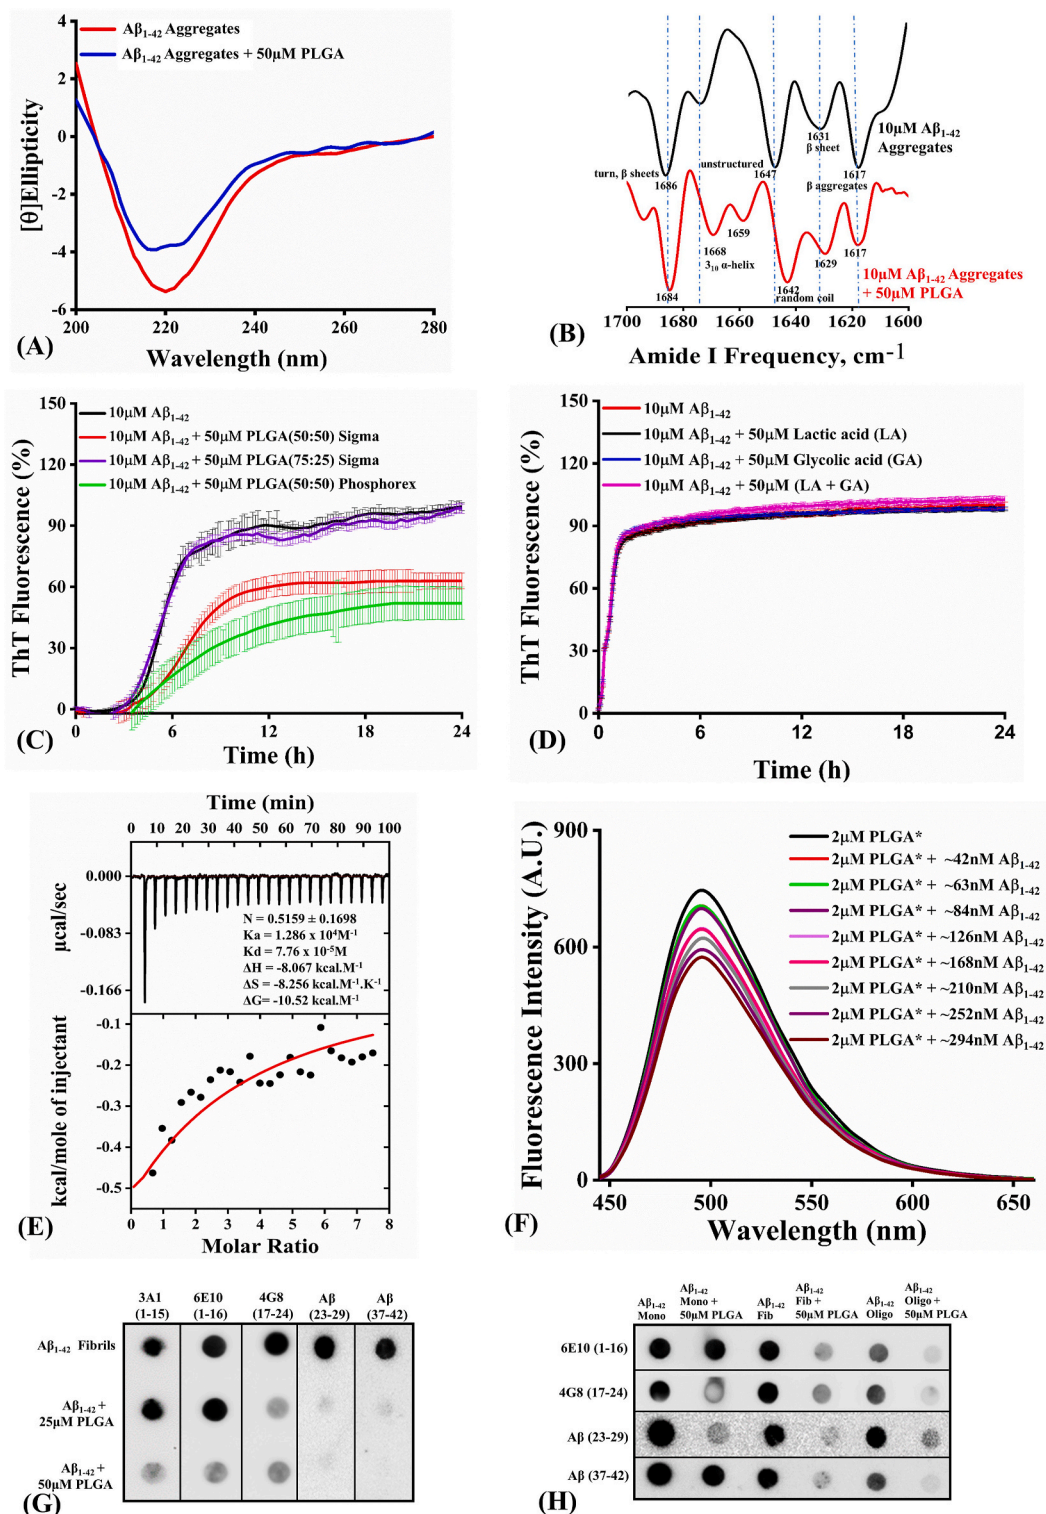 4
2
0
-2
-4
-6
[θ]Ellipticity
Aβ1-42 Aggregates
Aβ1-42 Aggregates + 50μM PLGA
200 220 240 260 280
Wavelength (nm)
(A)
1631
β sheet
10μM Aβ1-42
Aggregates
turn, β sheets
1686
unstructured
1647
1617
β aggregates
1668
1659
1629
1617
3₁₀ α-helix
1684
1642
random coil
10μM Aβ1-42 Aggregates
+ 50μM PLGA
1700 1680 1660 1640 1620 1600
Amide I Frequency, cm-1
(B)
150
120
90
60
30
0
ThT Fluorescence (%)
10μM Aβ1-42
10μM Aβ1-42 + 50μM PLGA(50:50) Sigma
10μM Aβ1-42 + 50μM PLGA(75:25) Sigma
10μM Aβ1-42 + 50μM PLGA(50:50) Phosphorex
0 6 12 18 24
Time (h)
(C)
150
120
90
60
30
0
ThT Fluorescence (%)
10μM Aβ1-42
10μM Aβ1-42 + 50μM Lactic acid (LA)
10μM Aβ1-42 + 50μM Glycolic acid (GA)
10μM Aβ1-42 + 50μM (LA + GA)
0 6 12 18 24
Time (h)
(D)
Time (min)
0 10 20 30 40 50 60 70 80 90 100
0.000
-0.083
-0.166
μcal/sec
N = 0.5159 ± 0.1698
Ka = 1.286 x 10⁴M⁻¹
Kd = 7.76 x 10⁻⁵M
ΔH = -8.067 kcal.M⁻¹
ΔS = -8.256 kcal.M⁻¹.K⁻¹
ΔG= -10.52 kcal.M⁻¹
-0.1
-0.2
-0.3
-0.4
-0.5
kcal/mole of injectant
0 1 2 3 4 5 6 7 8
Molar Ratio
(E)
900
600
300
0
Fluorescence Intensity (A.U.)
2μM PLGA*
2μM PLGA* + ~42nM Aβ1-42
2μM PLGA* + ~63nM Aβ1-42
2μM PLGA* + ~84nM Aβ1-42
2μM PLGA* + ~126nM Aβ1-42
2μM PLGA* + ~168nM Aβ1-42
2μM PLGA* + ~210nM Aβ1-42
2μM PLGA* + ~252nM Aβ1-42
2μM PLGA* + ~294nM Aβ1-42
450 500 550 600 650
Wavelength (nm)
(F)
3A1 6E10 4G8 Aβ Aβ
(1-15) (1-16) (17-24) (23-29) (37-42)
Aβ1-42 Fibrils
Aβ1-42 +
25μM PLGA
Aβ1-42 +
50μM PLGA
(G)
Aβ1-42 Aβ1-42 Aβ1-42 Aβ1-42 Aβ1-42 Aβ1-42
Mono Mono + Fib Fib + Oligo Oligo +
50μM PLGA 50μM PLGA 50μM PLGA
6E10 (1-16)
4G8 (17-24)
Aβ (23-29)
Aβ (37-42)
(H)